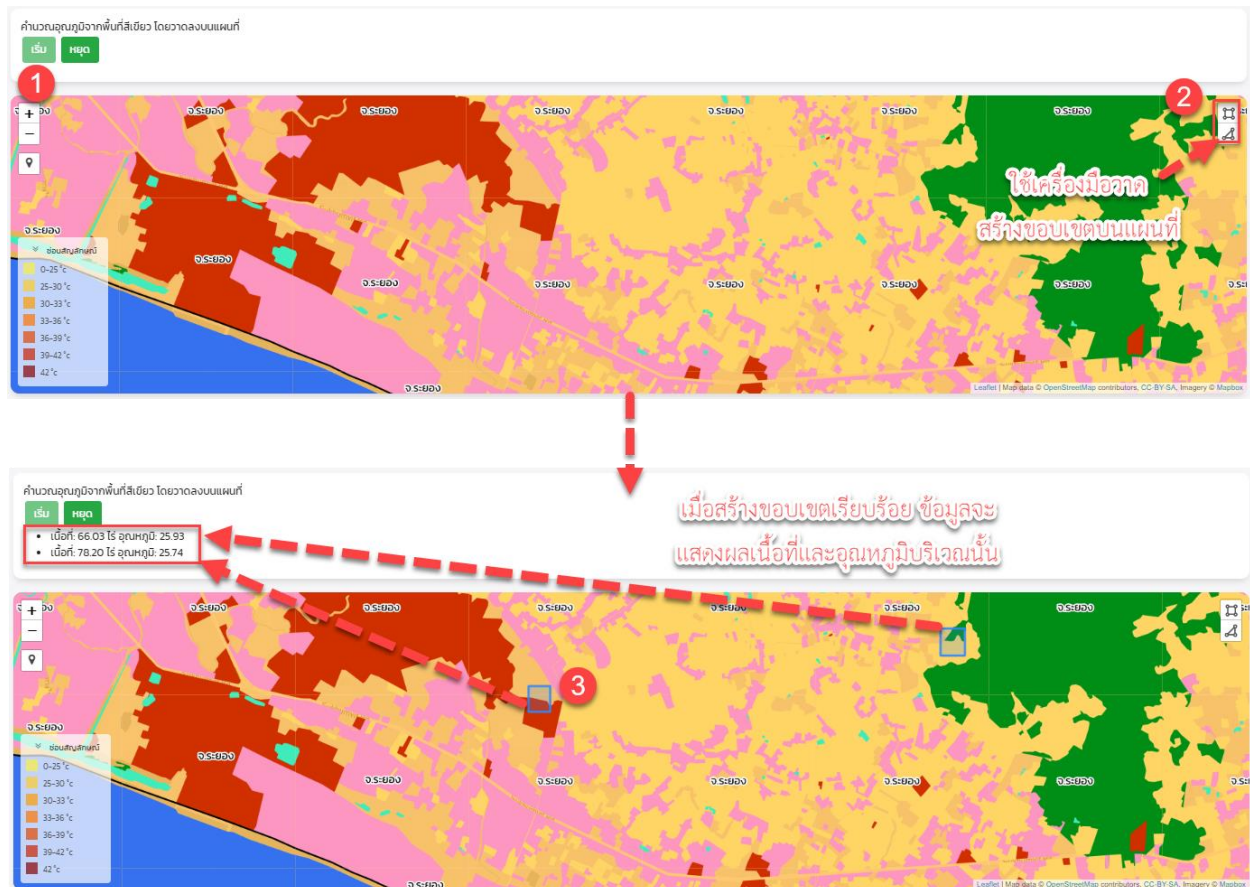 คำนวณอุณภูมิจากพื้นที่สีเขียว โดยวาดลงบนแผนที่
เริ่ม หยุด
1
2
+
−
จ.ระยอง จ.ระยอง จ.ระยอง จ.ระยอง จ.ระยอง จ.ระยอง
ใช้เครื่องมือวาด
สร้างขอบเขตบนแผนที่
จ.ระยอง
ซ่อนสัญลักษณ์
0-25 °c
25-30 °c
30-33 °c
33-36 °c
36-39 °c
39-42 °c
42 °c
จ.ระยอง
จ.ระยอง จ.ระยอง จ.ระยอง จ.ระยอง จ.ระยอง
จ.ระยอง
Leaflet | Map data © OpenStreetMap contributors, CC-BY-SA, Imagery © Mapbox
คำนวณอุณภูมิจากพื้นที่สีเขียว โดยวาดลงบนแผนที่
เริ่ม หยุด
เนื้อที่: 66.03 ไร่ อุณหภูมิ: 25.93
เนื้อที่: 78.20 ไร่ อุณหภูมิ: 25.74
เมื่อสร้างขอบเขตเรียบร้อย ข้อมูลจะ
แสดงผลเนื้อที่และอุณหภูมิบริเวณนั้น
+
−
จ.ระยอง จ.ระยอง จ.ระยอง จ.ระยอง จ.ระยอง จ.ระยอง
3
จ.ระยอง
ซ่อนสัญลักษณ์
0-25 °c
25-30 °c
30-33 °c
33-36 °c
36-39 °c
39-42 °c
42 °c
จ.ระยอง
จ.ระยอง จ.ระยอง จ.ระยอง จ.ระยอง จ.ระยอง
จ.ระยอง
Leaflet | Map data © OpenStreetMap contributors, CC-BY-SA, Imagery © Mapbox